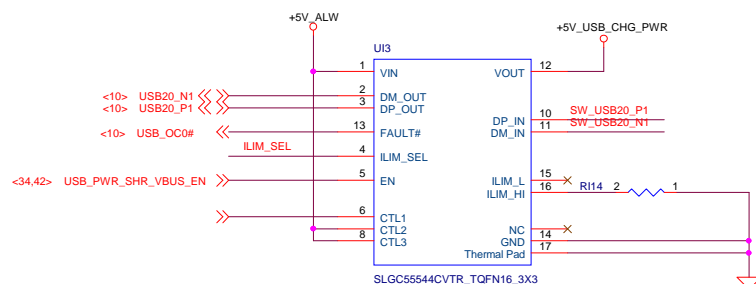 +5V_ALW
+5V_USB_CHG_PWR
UI3
1 VIN VOUT 12
<10> USB20_N1 2 DM_OUT
<10> USB20_P1 3 DP_OUT
DP_IN 10 SW_USB20_P1
DM_IN 11 SW_USB20_N1
<10> USB_OC0# 13 FAULT#
ILIM_SEL 4 ILIM_SEL
<34,42> USB_PWR_SHR_VBUS_EN 5 EN
ILIM_L 15
ILIM_HI 16 RI14 2 1
6 CTL1
7 CTL2
8 CTL3
NC
GND 14
Thermal Pad 17
SLGC55544CVTR_TQFN16_3X3